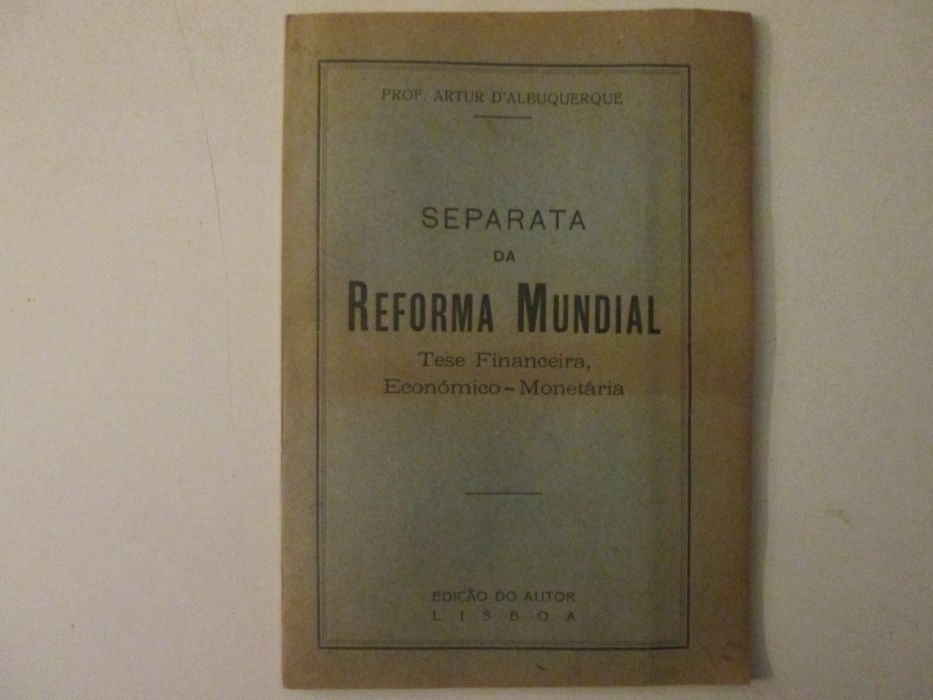 PROF. ARTUR D'ALBUQUERQUE
SEPARATA
DA
REFORMA MUNDIAL
Tese Financeira,
Económico - Monetária
EDIÇÃO DO AUTOR
LISBOA